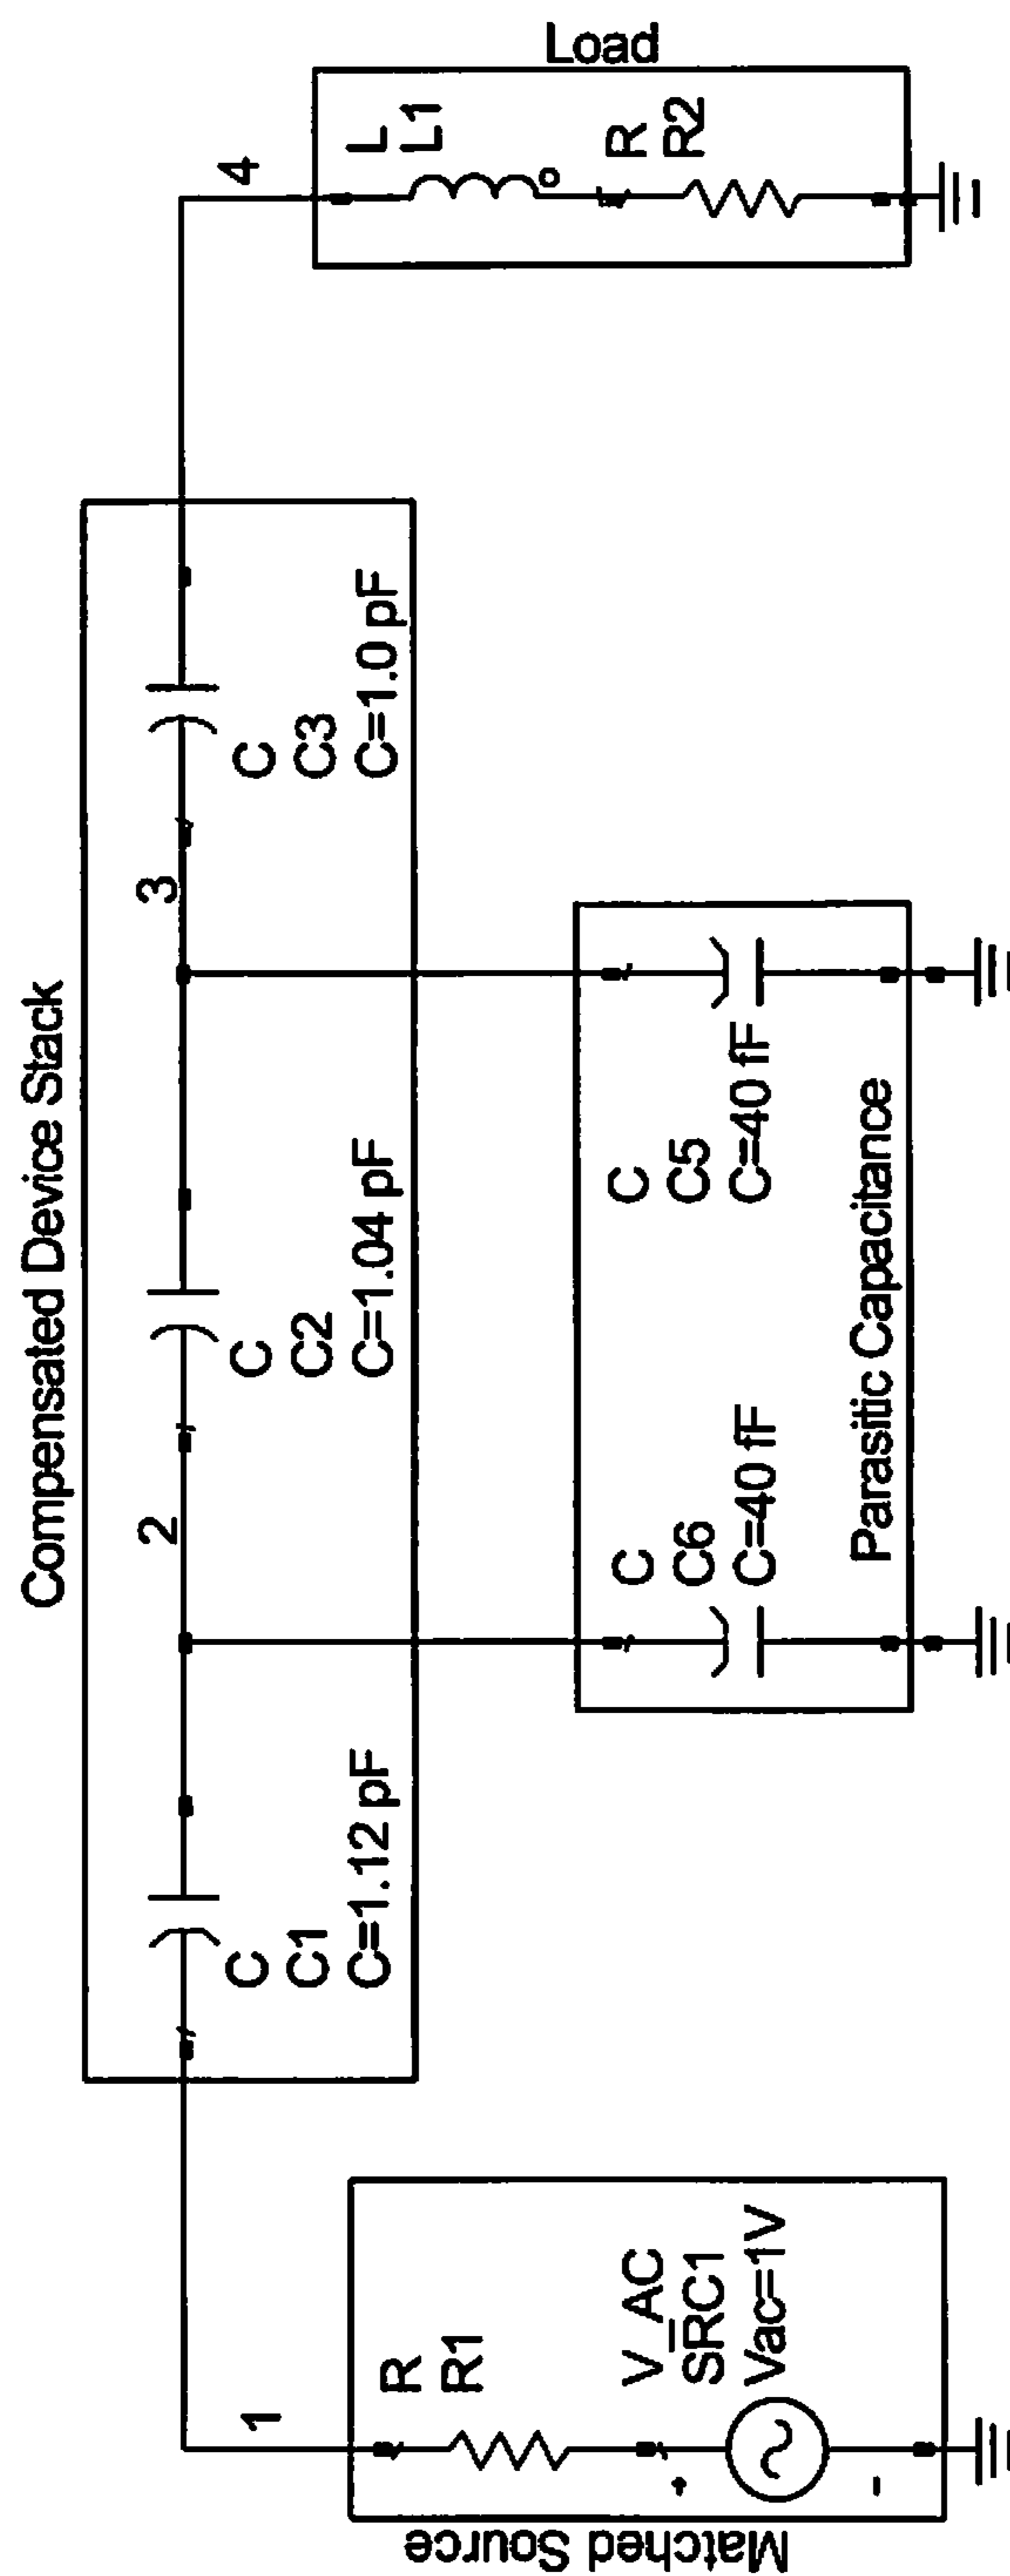 Compensated Device Stack
1
2
3
4
C
C1
C=1.12 pF
C
C2
C=1.04 pF
C
C3
C=1.0 pF
Matched Source
R
R1
V_AC
SRC1
Vac=1V
+
-
C
C6
C=40 fF
C
C5
C=40 fF
Parasitic Capacitance
Load
L
L1
R
R2